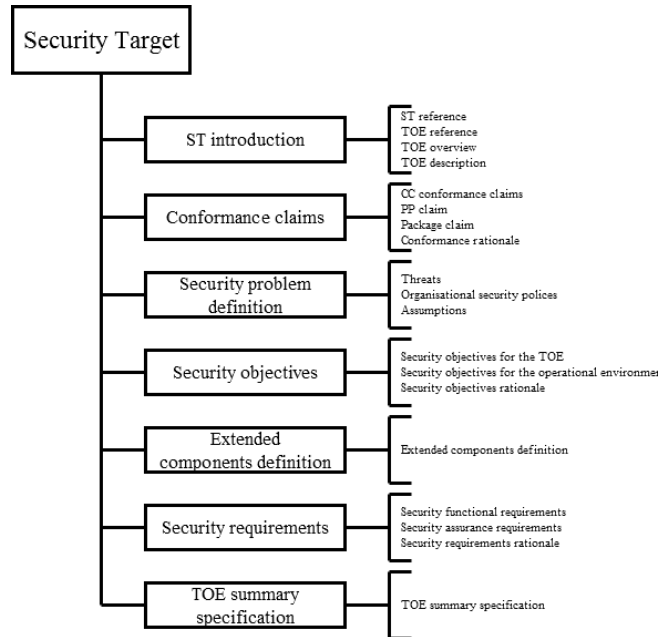 Security Target
ST introduction
ST reference
TOE reference
TOE overview
TOE description
Conformance claims
CC conformance claims
PP claim
Package claim
Conformance rationale
Security problem
definition
Threats
Organisational security polices
Assumptions
Security objectives
Security objectives for the TOE
Security objectives for the operational environme
Security objectives rationale
Extended
components definition
Extended components definition
Security requirements
Security functional requirements
Security assurance requirements
Security requirements rationale
TOE summary
specification
TOE summary specification